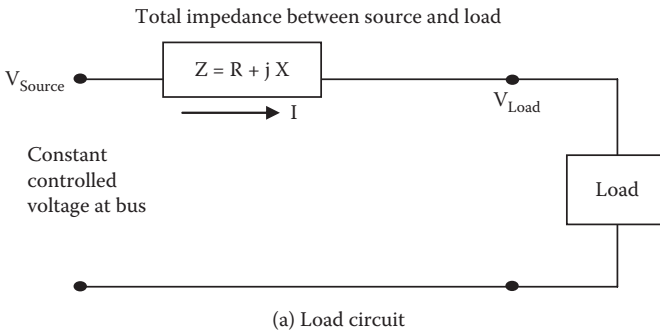 Total impedance between source and load
V_Source
Z = R + j X
I
V_Load
Constant
controlled
voltage at bus
Load
(a) Load circuit